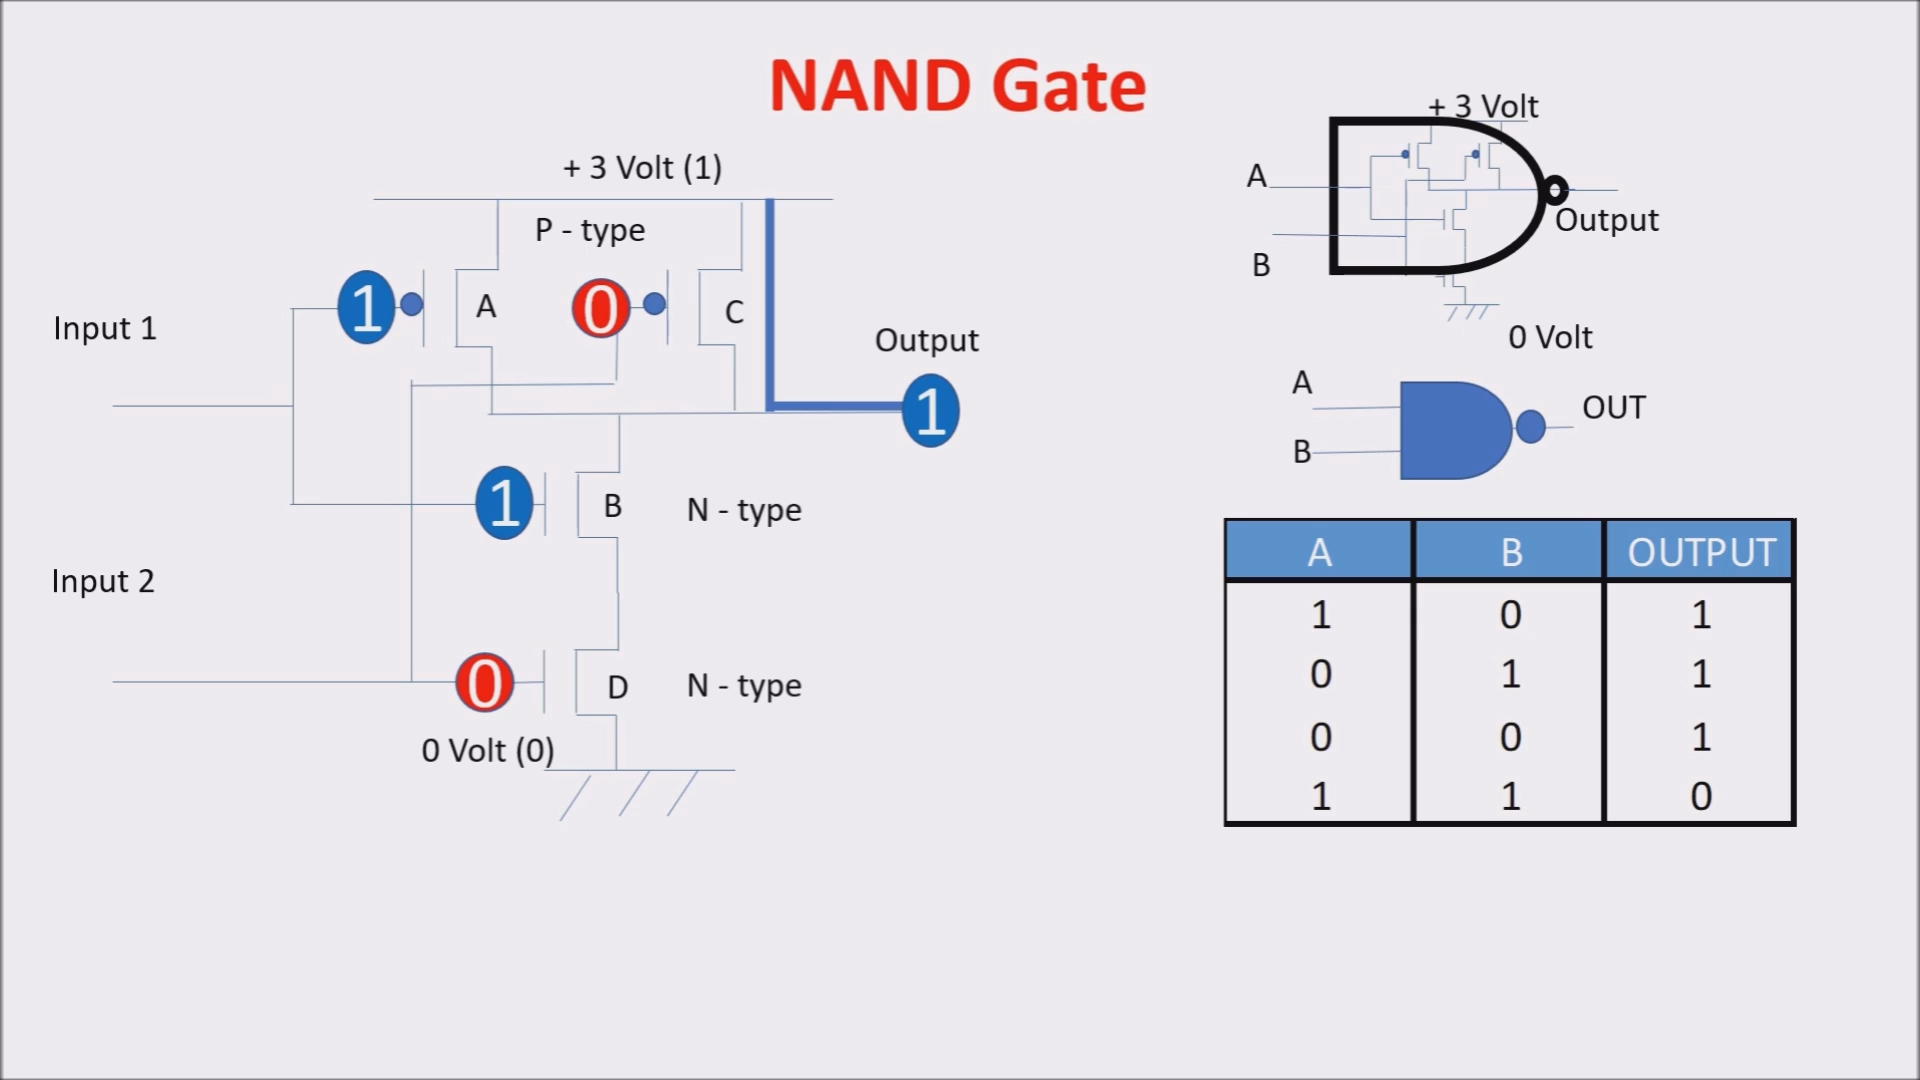 NAND Gate
+ 3 Volt (1)
P - type
1
A
0
C
Input 1
Output
1
1
B
N - type
Input 2
0
D
N - type
0 Volt (0)
+ 3 Volt
A
Output
B
0 Volt
A
OUT
B
A B OUTPUT
1 0 1
0 1 1
0 0 1
1 1 0